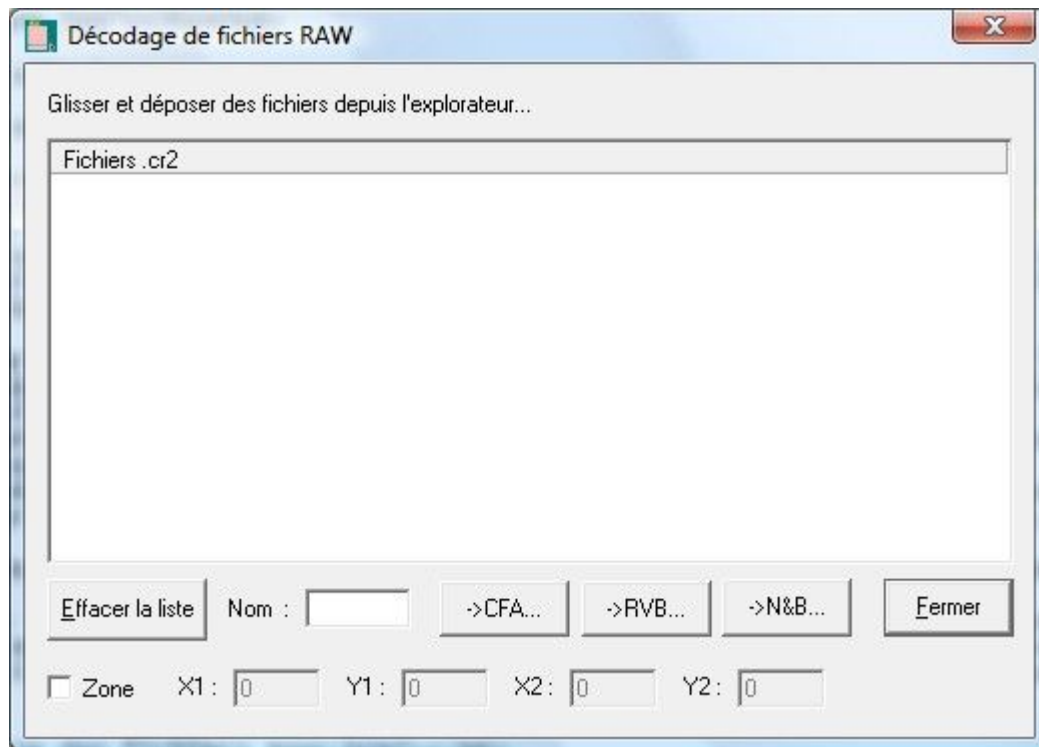 Décodage de fichiers RAW
Glisser et déposer des fichiers depuis l'explorateur...
Fichiers .cr2
Effacer la liste Nom : ->CFA... ->RVB... ->N&B... Fermer
Zone X1 : 0 Y1 : 0 X2 : 0 Y2 : 0